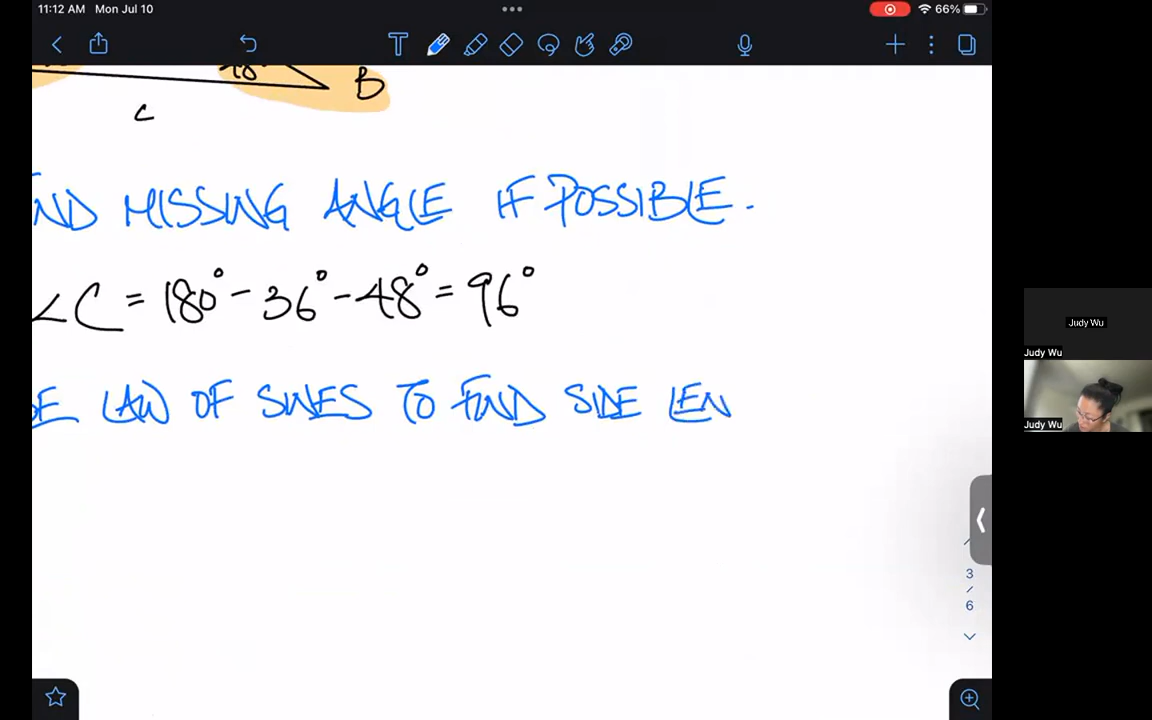 11:12 AM Mon Jul 10
66%
T
B
C
MISSING ANGLE IF POSSIBLE.
∠C = 180° - 36° - 48° = 96°
LAW OF SINES TO FIND SIDE LEN
Judy Wu
Judy Wu
Judy Wu
3
/
6